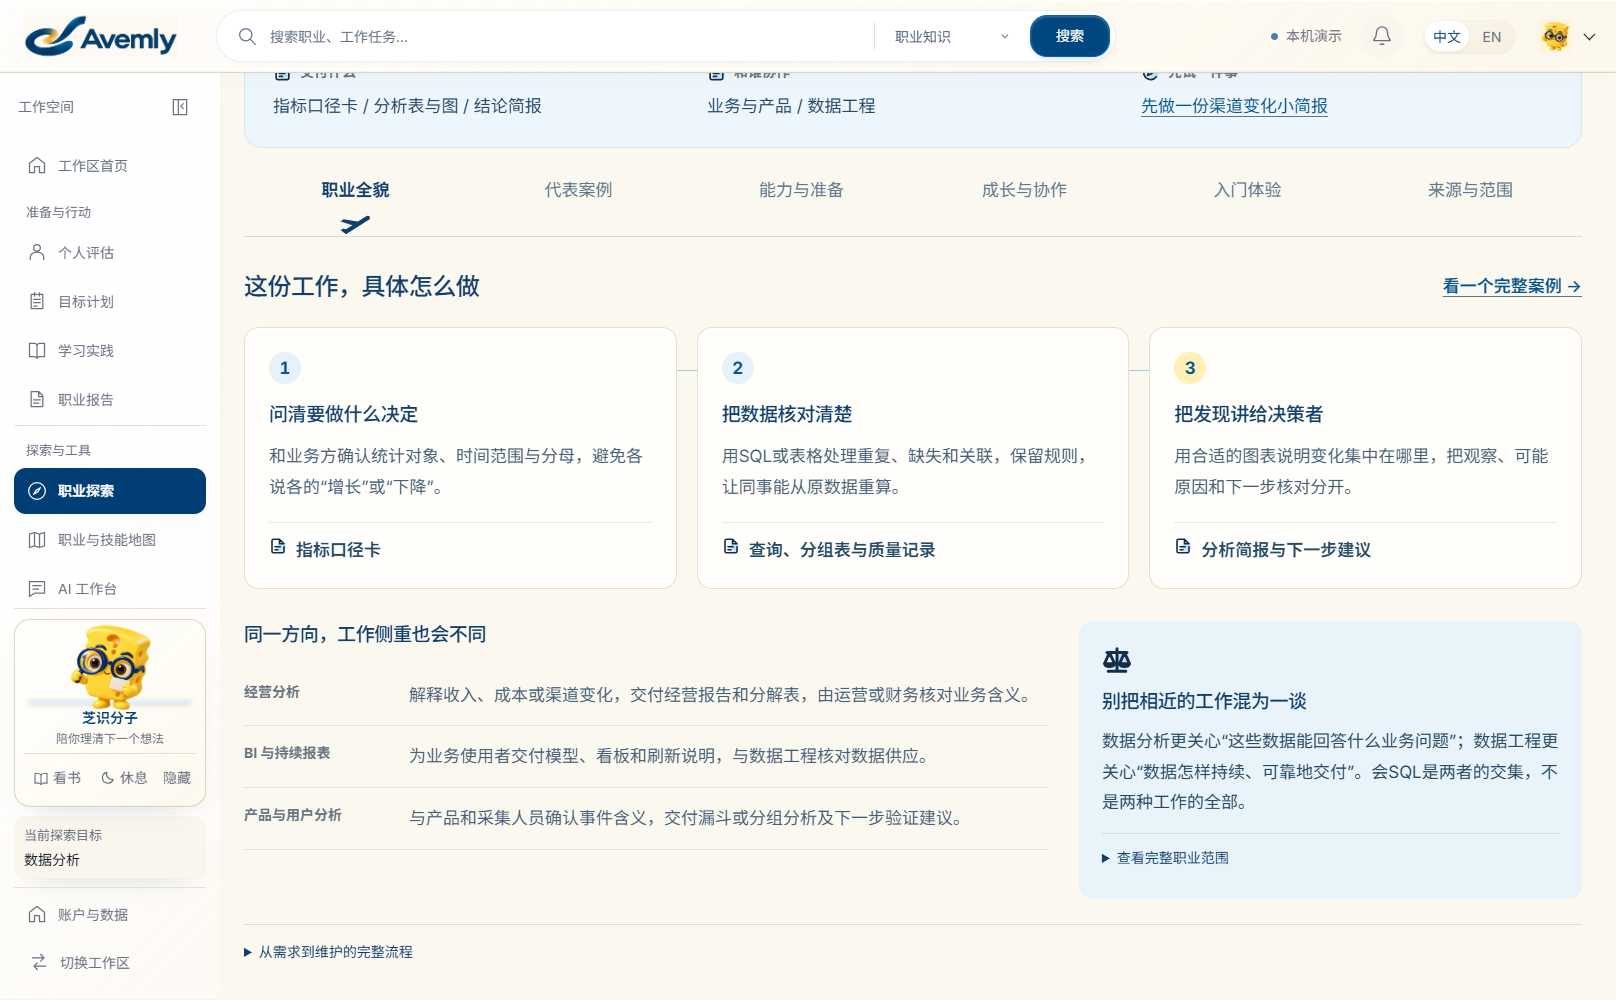 Avemly
搜索职业、工作任务...
职业知识
搜索
本机演示
中文
EN
工作空间
工作区首页
准备与行动
个人评估
目标计划
学习实践
职业报告
探索与工具
职业探索
职业与技能地图
AI 工作台
芝识分子
陪你理清下一个想法
看书
休息
隐藏
当前探索目标
数据分析
账户与数据
切换工作区
指标口径卡 / 分析表与图 / 结论简报
业务与产品 / 数据工程
先做一份渠道变化小简报
职业全貌
代表案例
能力与准备
成长与协作
入门体验
来源与范围
这份工作，具体怎么做
看一个完整案例 →
1
问清要做什么决定
和业务方确认统计对象、时间范围与分母，避免各
说各的“增长”或“下降”。
指标口径卡
2
把数据核对清楚
用SQL或表格处理重复、缺失和关联，保留规则，
让同事能从原数据重算。
查询、分组表与质量记录
3
把发现讲给决策者
用合适的图表说明变化集中在哪里，把观察、可能
原因和下一步核对分开。
分析简报与下一步建议
同一方向，工作侧重也会不同
经营分析
解释收入、成本或渠道变化，交付经营报告和分解表，由运营或财务核对业务含义。
BI 与持续报表
为业务使用者交付模型、看板和刷新说明，与数据工程核对数据供应。
产品与用户分析
与产品和采集人员确认事件含义，交付漏斗或分组分析及下一步验证建议。
别把相近的工作混为一谈
数据分析更关心“这些数据能回答什么业务问题”；数据工程更
关心“数据怎样持续、可靠地交付”。会SQL是两者的交集，不
是两种工作的全部。
查看完整职业范围
从需求到维护的完整流程